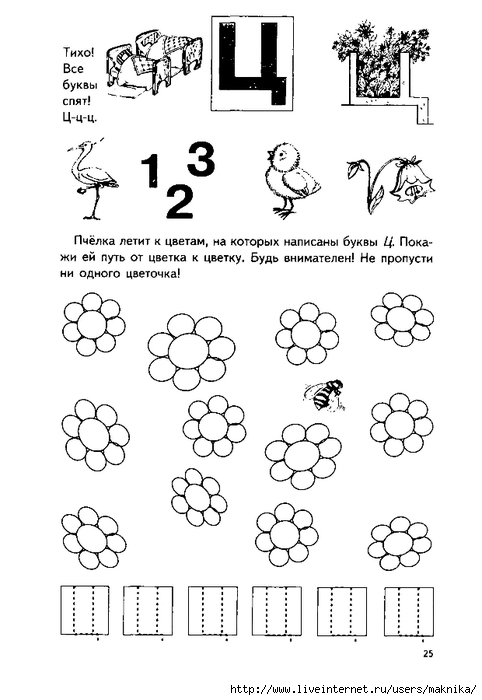 Тихо!
Все
буквы
спят!
Ц-ц-ц.
Ц
1 3
2
Пчёлка летит к цветам, на которых написаны буквы Ц. Пока-
жи ей путь от цветка к цветку. Будь внимателен! Не пропусти
ни одного цветочка!
25
http://www.liveinternet.ru/users/maknika/